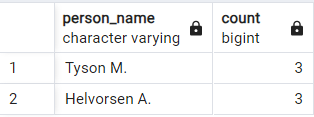 person_name count
character varying bigint
1 Tyson M. 3
2 Helvorsen A. 3